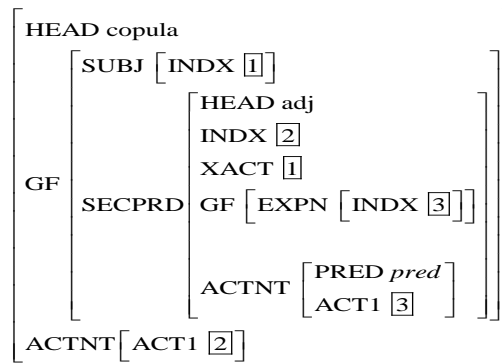 HEAD copula
SUBJ [INDX 1]
HEAD adj
INDX 2
XACT 1
GF
SECPRD
GF [EXPN [INDX 3]]
ACTNT [PRED pred
ACT1 3]
ACTNT [ACT1 2]